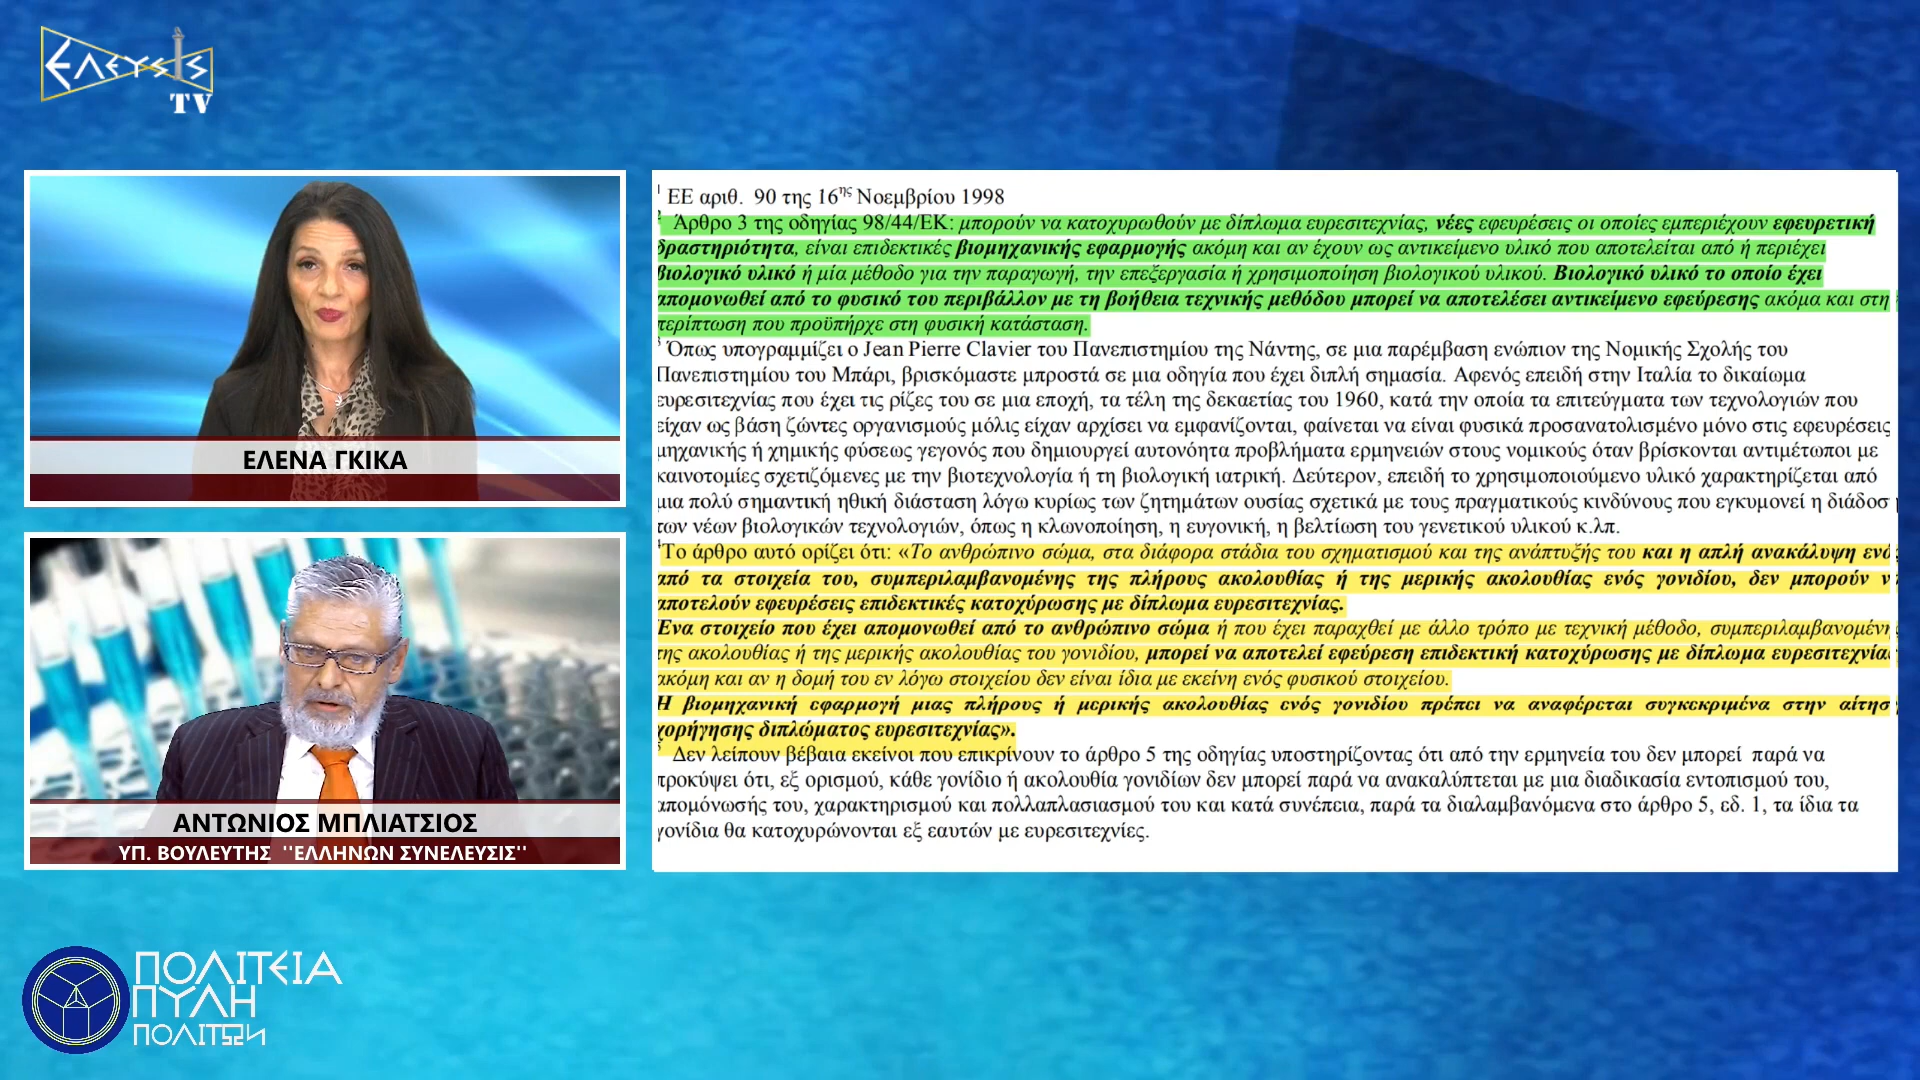 ΕλΕΥSιS
TV
ΕΛΕΝΑ ΓΚΙΚΑ
ΑΝΤΩΝΙΟΣ ΜΠΛΙΑΤΣΙΟΣ
ΥΠ. ΒΟΥΛΕΥΤΗΣ ''ΕΛΛΗΝΩΝ ΣΥΝΕΛΕΥΣΙΣ''
ΠΟΛΙΤΕΙΑ
ΠΥΛΗ
ΠΟΛΙΤΩΝ
1 ΕΕ αριθ. 90 της 16ης Νοεμβρίου 1998
Άρθρο 3 της οδηγίας 98/44/ΕΚ: μπορούν να κατοχυρωθούν με δίπλωμα ευρεσιτεχνίας, νέες εφευρέσεις οι οποίες εμπεριέχουν εφευρετική
δραστηριότητα, είναι επιδεκτικές βιομηχανικής εφαρμογής ακόμη και αν έχουν ως αντικείμενο υλικό που αποτελείται από ή περιέχει
βιολογικό υλικό ή μία μέθοδο για την παραγωγή, την επεξεργασία ή χρησιμοποίηση βιολογικού υλικού. Βιολογικό υλικό το οποίο έχει
απομονωθεί από το φυσικό του περιβάλλον με τη βοήθεια τεχνικής μεθόδου μπορεί να αποτελέσει αντικείμενο εφεύρεσης ακόμα και στη
περίπτωση που προϋπήρχε στη φυσική κατάσταση.
Όπως υπογραμμίζει ο Jean Pierre Clavier του Πανεπιστημίου της Νάντης, σε μια παρέμβαση ενώπιον της Νομικής Σχολής του
Πανεπιστημίου του Μπάρι, βρισκόμαστε μπροστά σε μια οδηγία που έχει διπλή σημασία. Αφενός επειδή στην Ιταλία το δικαίωμα
ευρεσιτεχνίας που έχει τις ρίζες του σε μια εποχή, τα τέλη της δεκαετίας του 1960, κατά την οποία τα επιτεύγματα των τεχνολογιών που
είχαν ως βάση ζώντες οργανισμούς μόλις είχαν αρχίσει να εμφανίζονται, φαίνεται να είναι φυσικά προσανατολισμένο μόνο στις εφευρέσεις
μηχανικής ή χημικής φύσεως γεγονός που δημιουργεί αυτονόητα προβλήματα ερμηνειών στους νομικούς όταν βρίσκονται αντιμέτωποι με
καινοτομίες σχετιζόμενες με την βιοτεχνολογία ή τη βιολογική ιατρική. Δεύτερον, επειδή το χρησιμοποιούμενο υλικό χαρακτηρίζεται από
μια πολύ σημαντική ηθική διάσταση λόγω κυρίως των ζητημάτων ουσίας σχετικά με τους πραγματικούς κινδύνους που εγκυμονεί η διάδοσ
των νέων βιολογικών τεχνολογιών, όπως η κλωνοποίηση, η ευγονική, η βελτίωση του γενετικού υλικού κ.λπ.
Το άρθρο αυτό ορίζει ότι: «Το ανθρώπινο σώμα, στα διάφορα στάδια του σχηματισμού και της ανάπτυξής του και η απλή ανακάλυψη ενό
από τα στοιχεία του, συμπεριλαμβανομένης της πλήρους ακολουθίας ή της μερικής ακολουθίας ενός γονιδίου, δεν μπορούν ν
αποτελούν εφευρέσεις επιδεκτικές κατοχύρωσης με δίπλωμα ευρεσιτεχνίας.
Ένα στοιχείο που έχει απομονωθεί από το ανθρώπινο σώμα ή που έχει παραχθεί με άλλο τρόπο με τεχνική μέθοδο, συμπεριλαμβανομένη
της ακολουθίας ή της μερικής ακολουθίας του γονιδίου, μπορεί να αποτελεί εφεύρεση επιδεκτική κατοχύρωσης με δίπλωμα ευρεσιτεχνία
ακόμη και αν η δομή του εν λόγω στοιχείου δεν είναι ίδια με εκείνη ενός φυσικού στοιχείου.
Η βιομηχανική εφαρμογή μιας πλήρους ή μερικής ακολουθίας ενός γονιδίου πρέπει να αναφέρεται συγκεκριμένα στην αίτησ
χορήγησης διπλώματος ευρεσιτεχνίας».
Δεν λείπουν βέβαια εκείνοι που επικρίνουν το άρθρο 5 της οδηγίας υποστηρίζοντας ότι από την ερμηνεία του δεν μπορεί παρά να
προκύψει ότι, εξ ορισμού, κάθε γονίδιο ή ακολουθία γονιδίων δεν μπορεί παρά να ανακαλύπτεται με μια διαδικασία εντοπισμού του,
απομόνωσής του, χαρακτηρισμού και πολλαπλασιασμού του και κατά συνέπεια, παρά τα διαλαμβανόμενα στο άρθρο 5, εδ. 1, τα ίδια τα
γονίδια θα κατοχυρώνονται εξ εαυτών με ευρεσιτεχνίες.